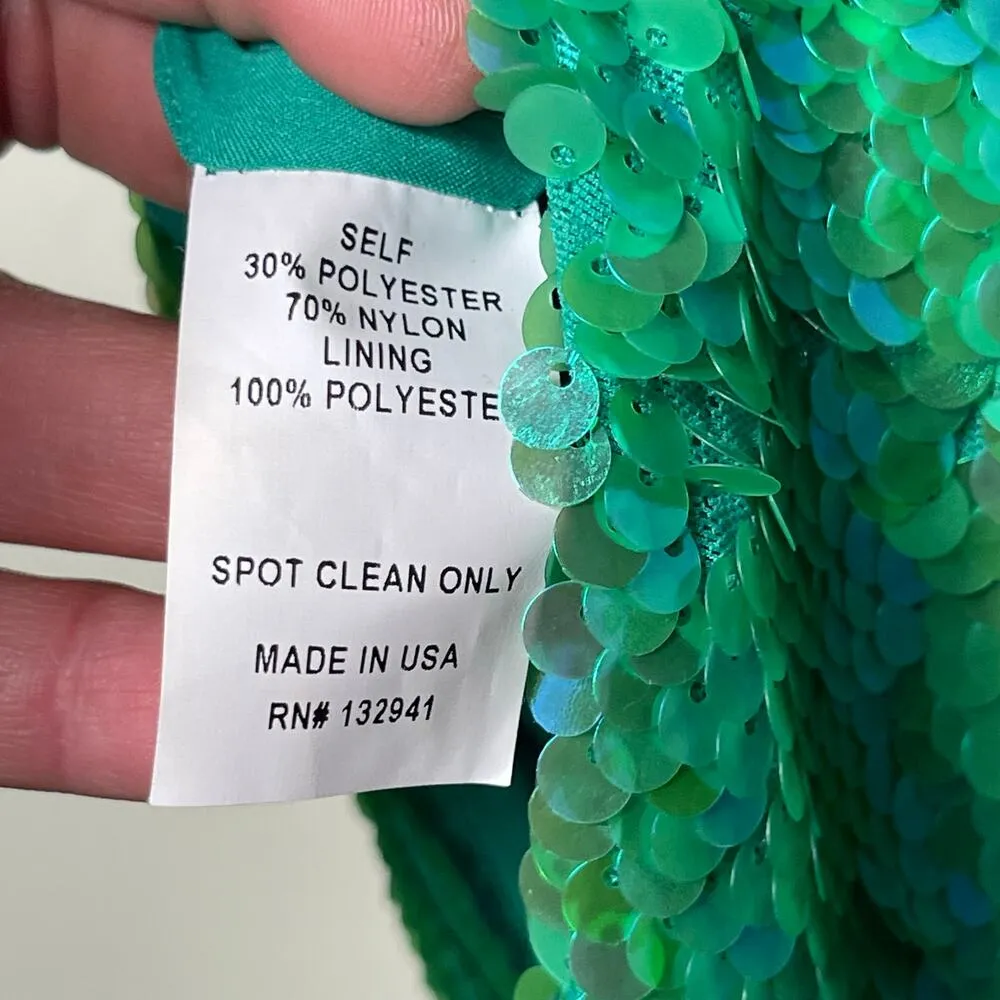 SELF
30% POLYESTER
70% NYLON
LINING
100% POLYESTE
SPOT CLEAN ONLY
MADE IN USA
RN# 132941